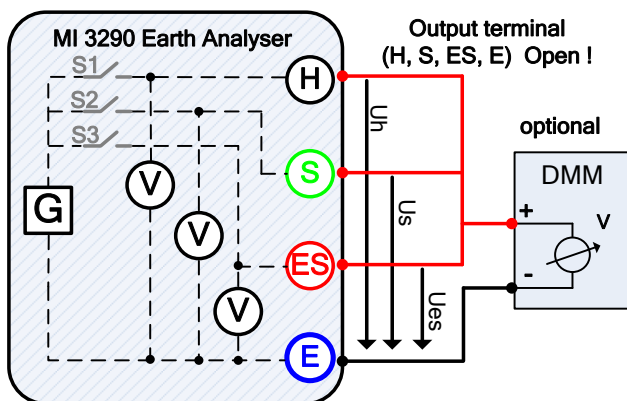 MI 3290 Earth Analyser
Output terminal
(H, S, ES, E) Open !
S1
S2
S3
H
S
ES
E
G
V
V
V
Uh
Us
Ues
optional
DMM
+
-
V